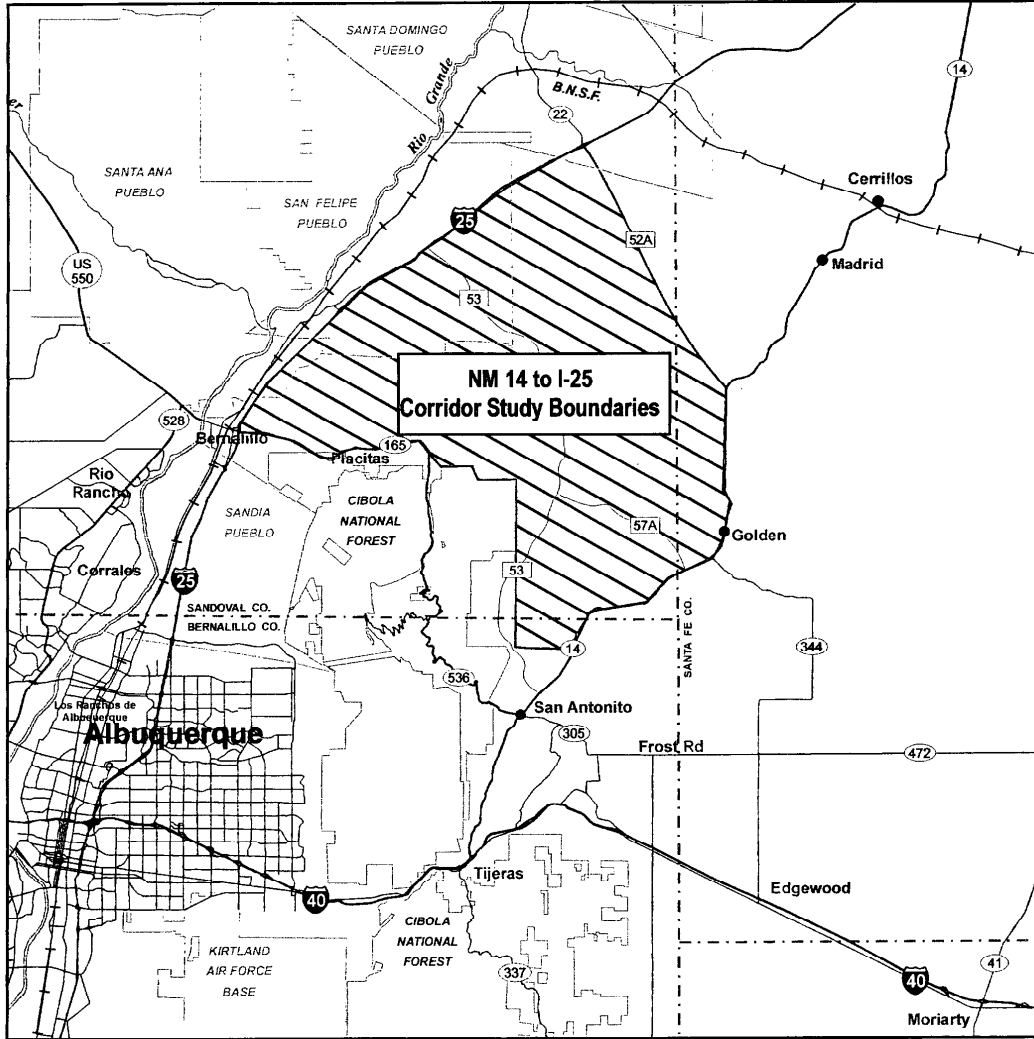 SANTA DOMINGO
PUEBLO
14
Rio Grande
B.N.S.F.
22
er
SANTA ANA
PUEBLO
SAN FELIPE
PUEBLO
Cerrillos
25
52A
US
550
Madrid
53
NM 14 to I-25
Corridor Study Boundaries
528
Bernalillo
165
Placitas
Rio
Rancho
CIBOLA
NATIONAL
FOREST
SANDIA
PUEBLO
57A
Golden
Corrales
25
53
SANDOVAL CO.
BERNALILLO CO.
SANTA FE CO.
14
344
536
Los Ranchos de
Albuquerque
San Antonito
Albuquerque
305
Frost Rd
472
Tijeras
Edgewood
40
CIBOLA
NATIONAL
FOREST
KIRTLAND
AIR FORCE
BASE
337
41
40
Moriarty